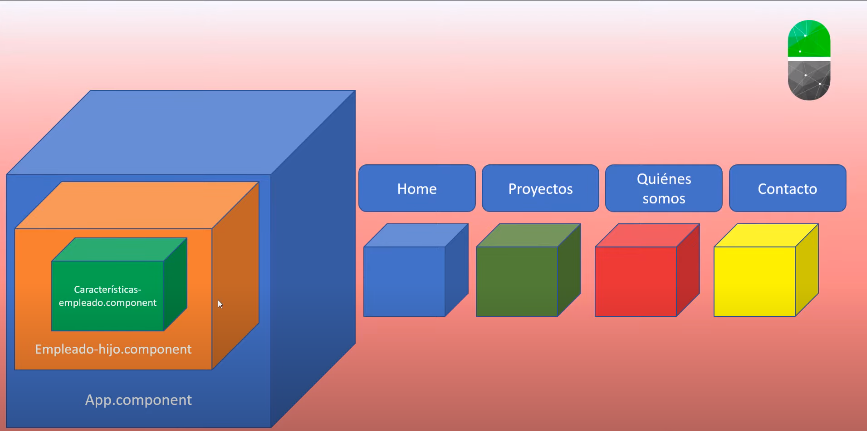 Home
Proyectos
Quiénes
somos
Contacto
Características-
empleado.component
Empleado-hijo.component
App.component